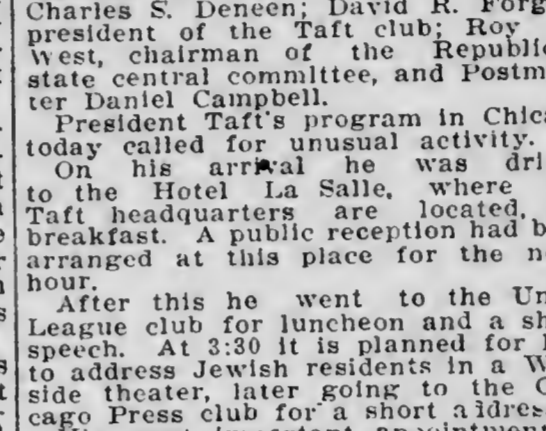 Charles S. Deneen; David R. Forg
president of the Taft club; Roy
West, chairman of the Republic
state central committee, and Postm
ter Daniel Campbell.
President Taft's program in Chica
today called for unusual activity.
On his arrival he was dri
to the Hotel La Salle, where
Taft headquarters are located,
breakfast. A public reception had b
arranged at this place for the n
hour.
After this he went to the Un
League club for luncheon and a sh
speech. At 3:30 it is planned for
to address Jewish residents in a W
side theater, later going to the C
cago Press club for a short addres
important